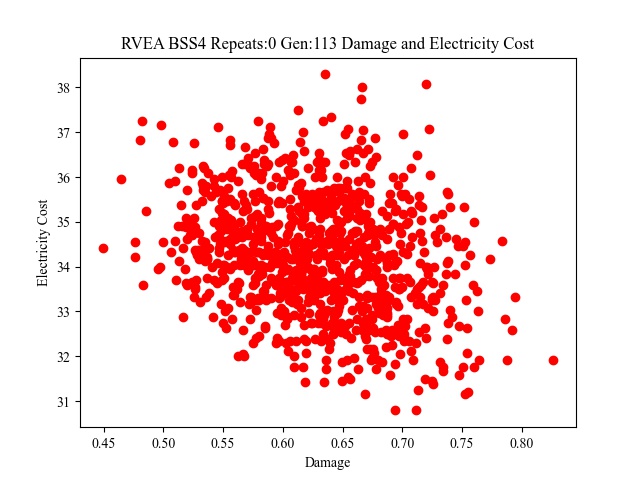 RVEA BSS4 Repeats:0 Gen:113 Damage and Electricity Cost
38
37
36
35
34
33
32
31
Electricity Cost
0.45 0.50 0.55 0.60 0.65 0.70 0.75 0.80
Damage